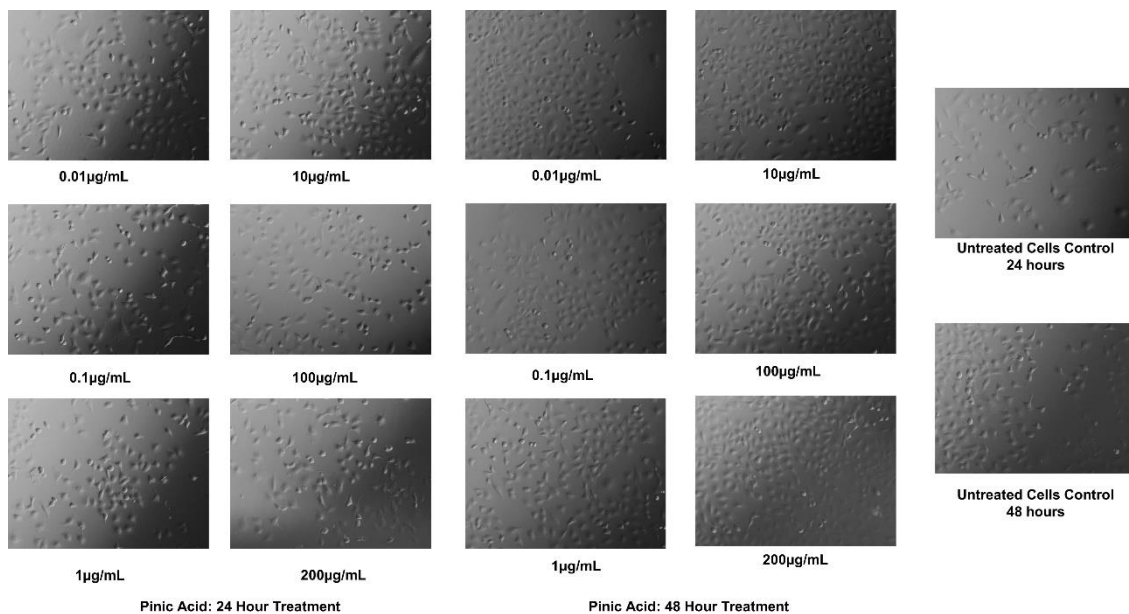 0.01µg/mL
10µg/mL
0.01µg/mL
10µg/mL
Untreated Cells Control
24 hours
0.1µg/mL
100µg/mL
0.1µg/mL
100µg/mL
Untreated Cells Control
48 hours
1µg/mL
200µg/mL
1µg/mL
200µg/mL
Pinic Acid: 24 Hour Treatment
Pinic Acid: 48 Hour Treatment